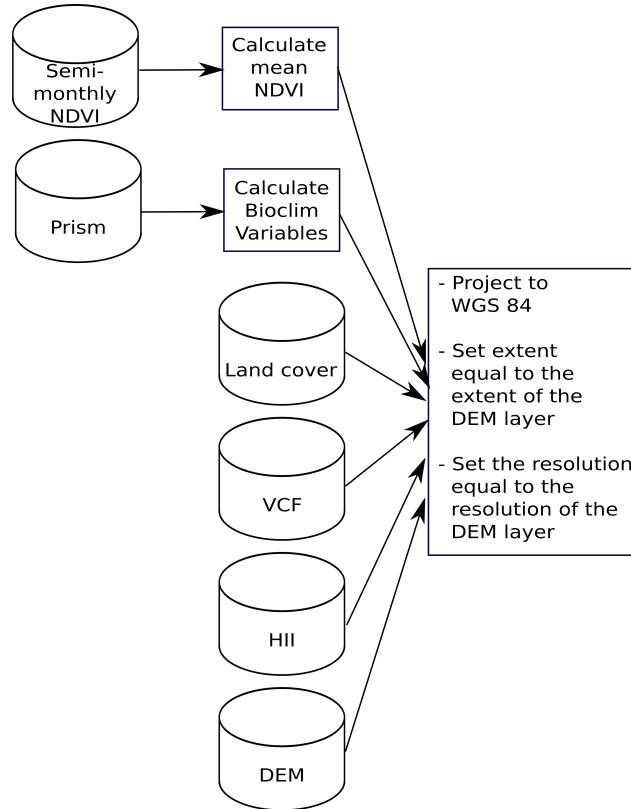 Semi-
monthly
NDVI
Calculate
mean
NDVI
Prism
Calculate
Bioclim
Variables
Land cover
VCF
HII
DEM
- Project to
WGS 84
- Set extent
equal to the
extent of the
DEM layer
- Set the resolution
equal to the
resolution of the
DEM layer